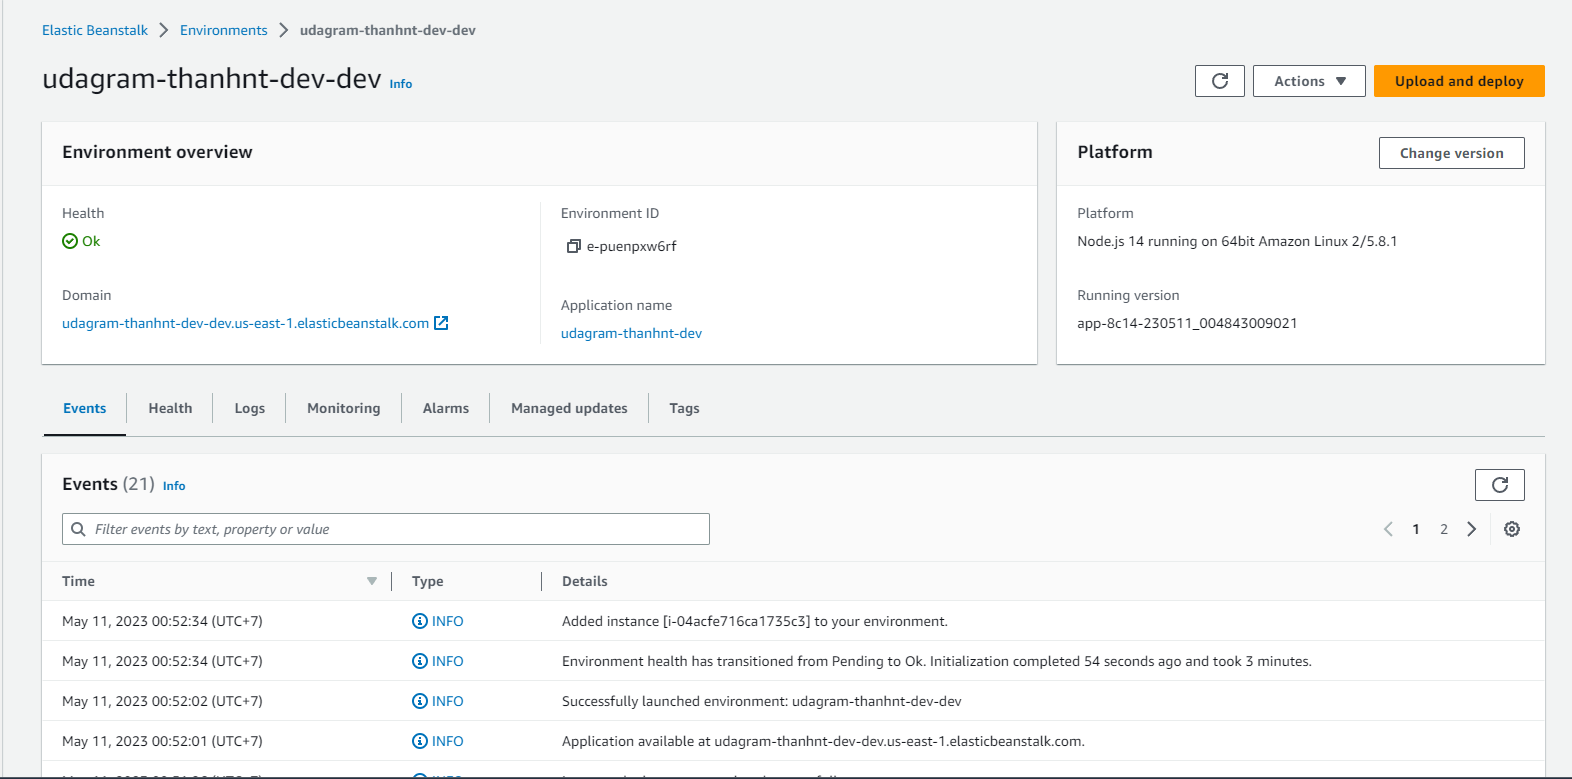 Elastic Beanstalk > Environments > udagram-thanhnt-dev-dev
udagram-thanhnt-dev-dev Info
Actions
Upload and deploy
Environment overview
Health
Ok
Domain
udagram-thanhnt-dev-dev.us-east-1.elasticbeanstalk.com
Environment ID
e-puenpxw6rf
Application name
udagram-thanhnt-dev
Platform
Change version
Platform
Node.js 14 running on 64bit Amazon Linux 2/5.8.1
Running version
app-8c14-230511_004843009021
Events Health Logs Monitoring Alarms Managed updates Tags
Events (21) Info
Filter events by text, property or value
1 2
Time Type Details
May 11, 2023 00:52:34 (UTC+7) INFO Added instance [i-04acfe716ca1735c3] to your environment.
May 11, 2023 00:52:34 (UTC+7) INFO Environment health has transitioned from Pending to Ok. Initialization completed 54 seconds ago and took 3 minutes.
May 11, 2023 00:52:02 (UTC+7) INFO Successfully launched environment: udagram-thanhnt-dev-dev
May 11, 2023 00:52:01 (UTC+7) INFO Application available at udagram-thanhnt-dev-dev.us-east-1.elasticbeanstalk.com.